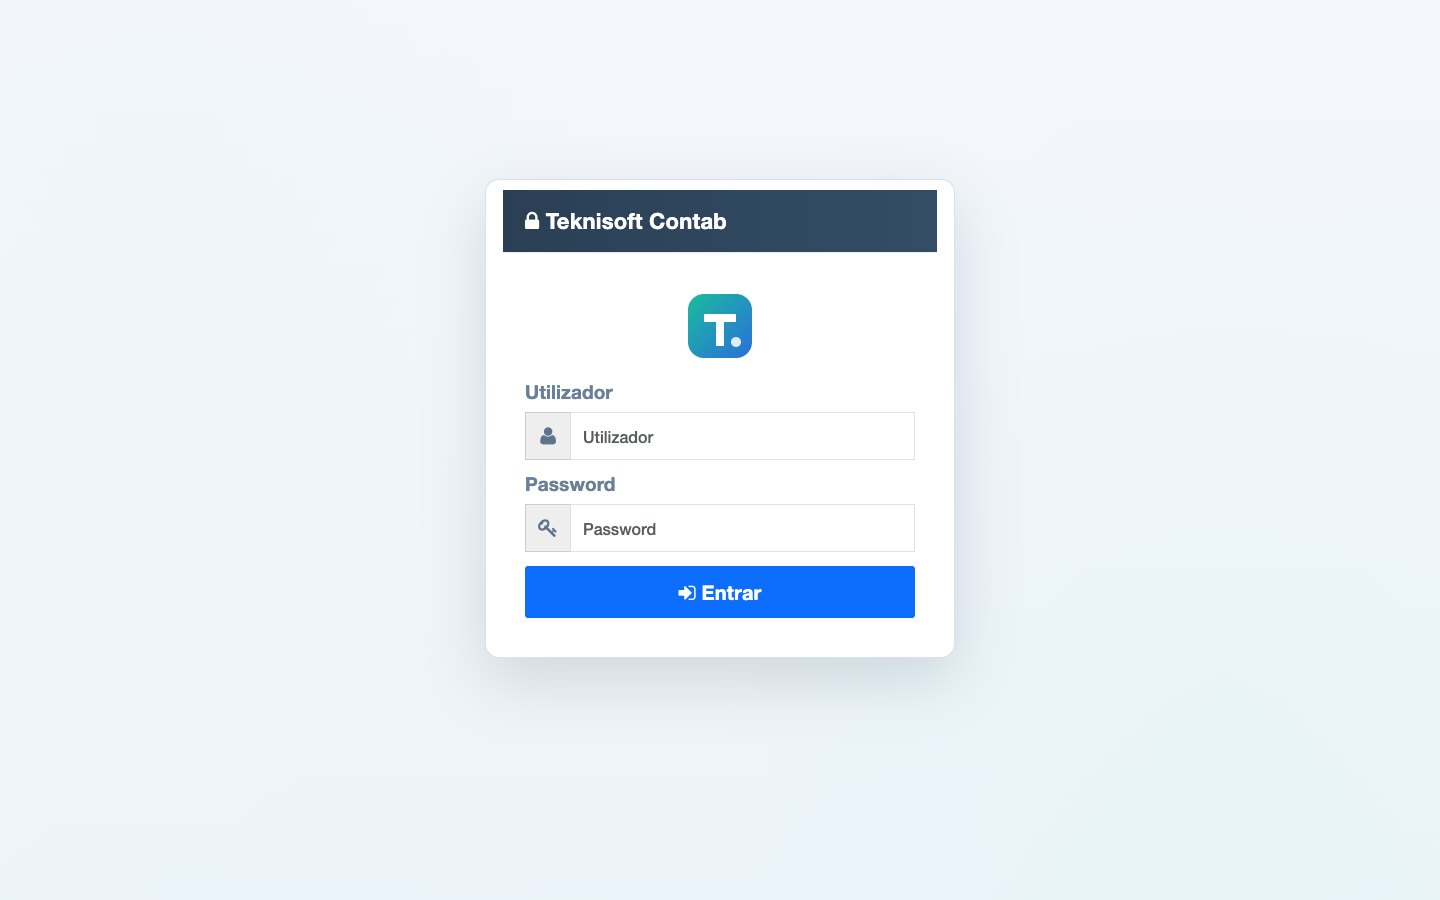 Teknisoft Contab
T.
Utilizador
Utilizador
Password
Password
Entrar